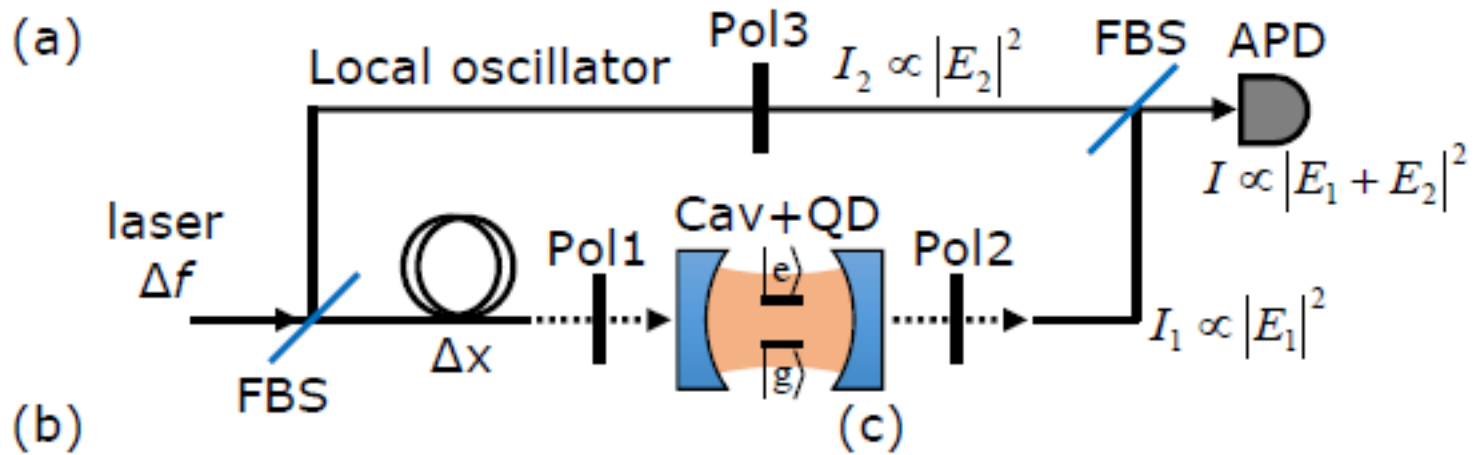 (a)
Pol3
FBS
APD
Local oscillator
I₂ ∝ |E₂|²
I ∝ |E₁ + E₂|²
laser
Δf
Pol1
Cav+QD
Pol2
|e⟩
|g⟩
I₁ ∝ |E₁|²
Δx
FBS
(b)
(c)